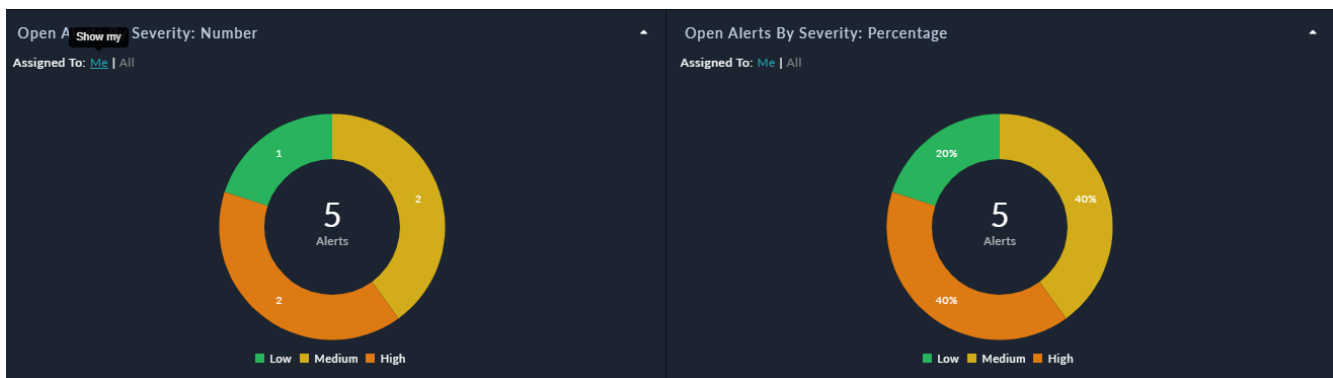 Open A Severity: Number
Show my
Assigned To: Me | All
1
2
5
Alerts
2
Low Medium High
Open Alerts By Severity: Percentage
Assigned To: Me | All
20%
40%
5
Alerts
40%
Low Medium High